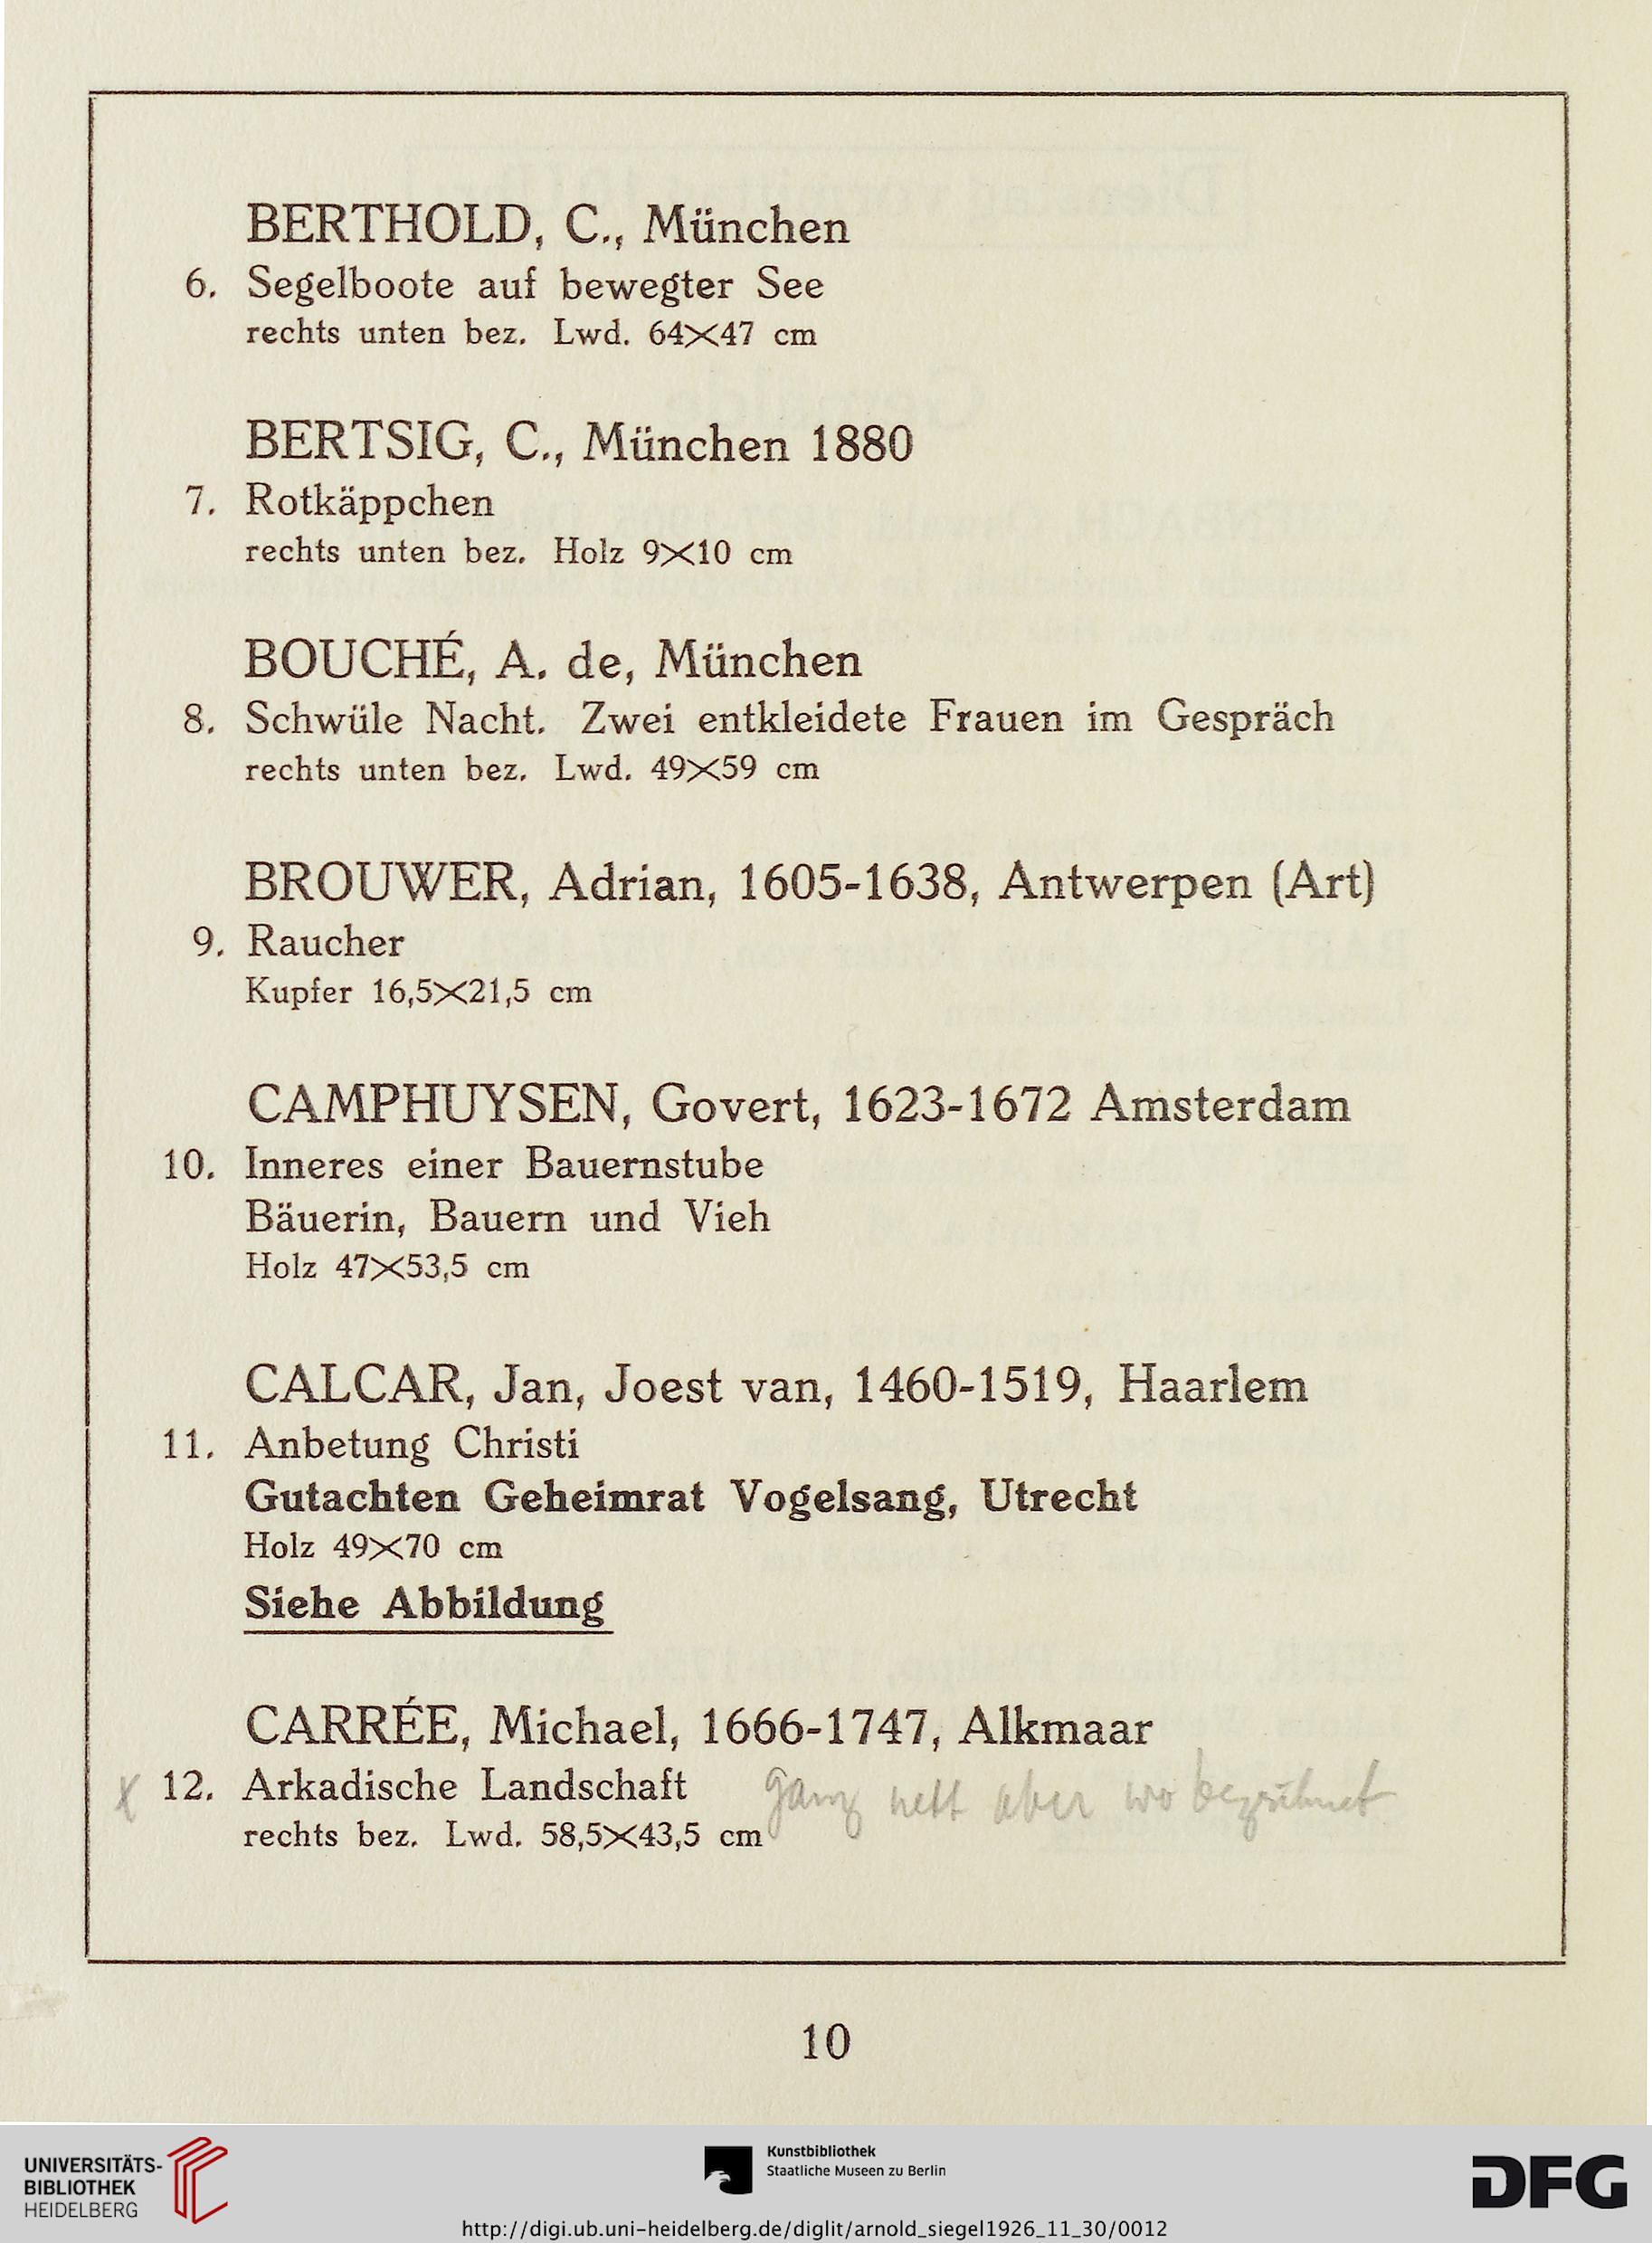 BERTHOLD, C., München
6. Segelboote auf bewegter See
rechts unten bez. Lwd. 64×47 cm
BERTSIG, C., München 1880
7. Rotkäppchen
rechts unten bez. Holz 9×10 cm
BOUCHÉ, A. de, München
8. Schwüle Nacht. Zwei entkleidete Frauen im Gespräch
rechts unten bez. Lwd. 49×59 cm
BROUWER, Adrian, 1605-1638, Antwerpen (Art)
9. Raucher
Kupfer 16,5×21,5 cm
CAMPHUYSEN, Govert, 1623-1672 Amsterdam
10. Inneres einer Bauernstube
Bäuerin, Bauern und Vieh
Holz 47×53,5 cm
CALCAR, Jan, Joest van, 1460-1519, Haarlem
11. Anbetung Christi
Gutachten Geheimrat Vogelsang, Utrecht
Holz 49×70 cm
Siehe Abbildung
CARRÉE, Michael, 1666-1747, Alkmaar
x 12. Arkadische Landschaft ganz nett aber wo bezeichnet
rechts bez. Lwd. 58,5×43,5 cm
10
UNIVERSITÄTS-
BIBLIOTHEK
HEIDELBERG
Kunstbibliothek
Staatliche Museen zu Berlin
DFG
http://digi.ub.uni-heidelberg.de/diglit/arnold_siegel1926_11_30/0012